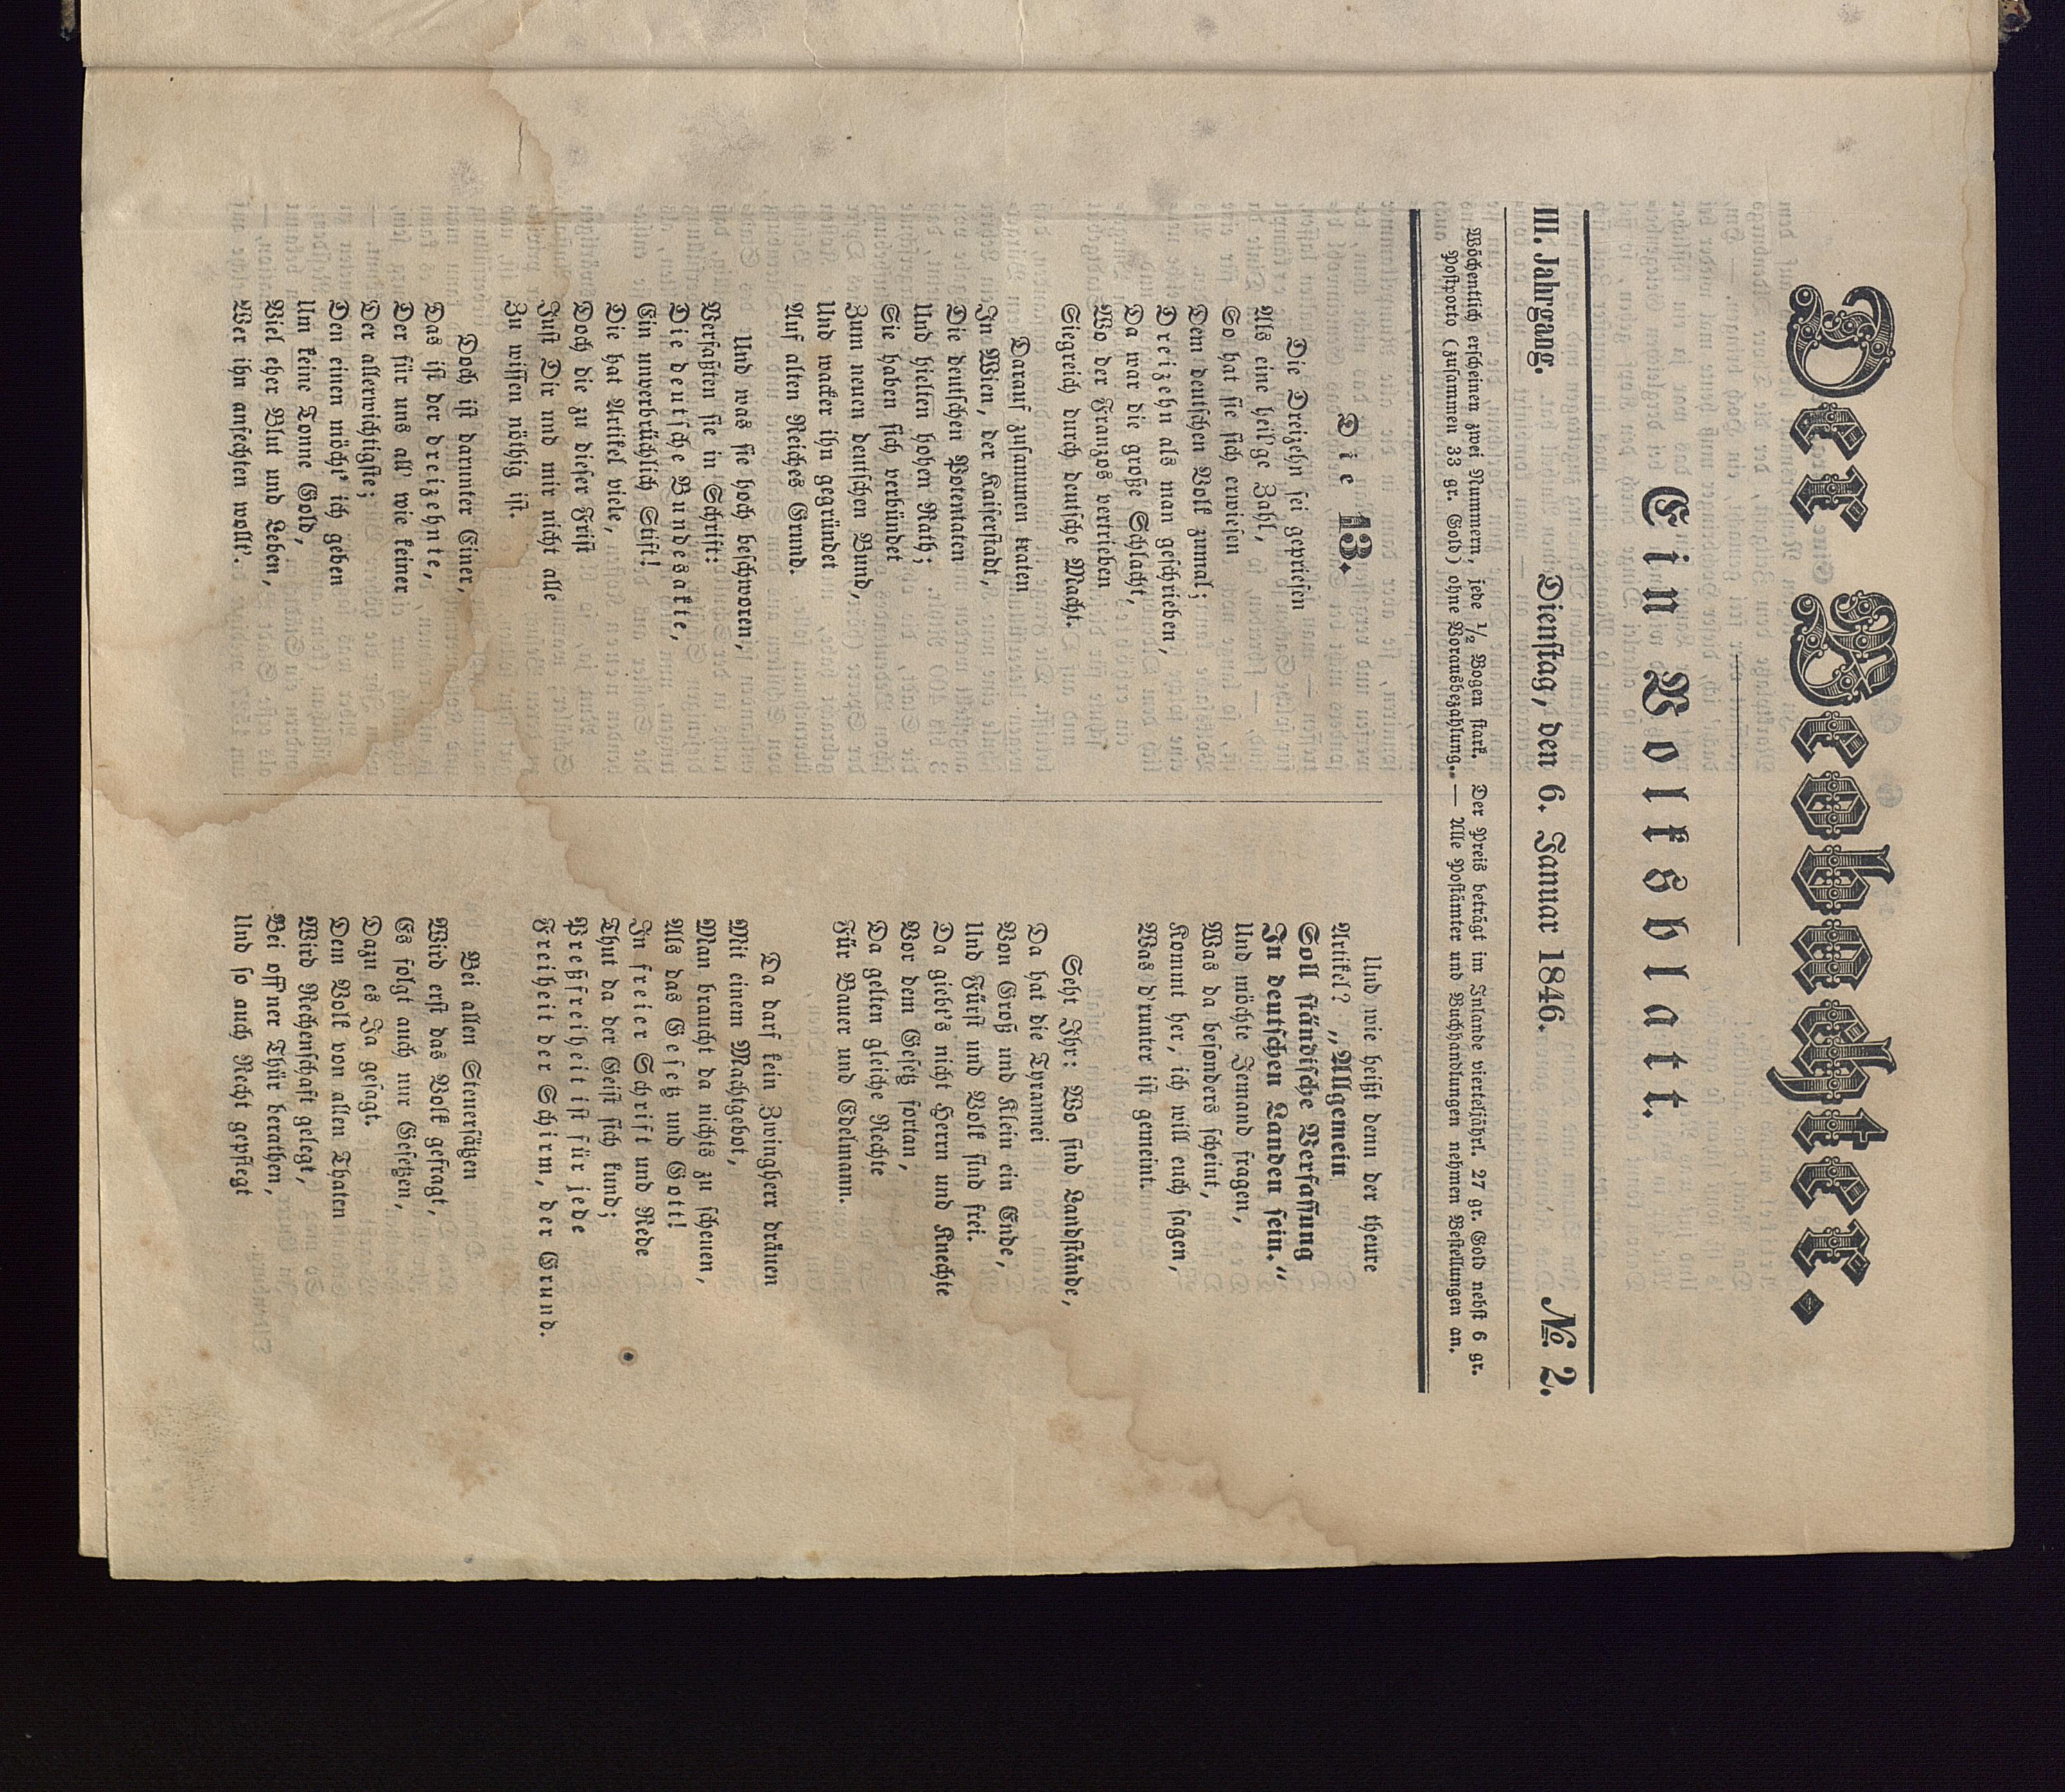 Der Beobachter.
Ein Volksblatt.
III. Jahrgang. Dienstag, den 6. Januar 1846. № 2.
Wöchentlich erscheinen zwei Nummern, jede ½ Bogen stark. Der Preis beträgt im Inlande vierteljährl. 27 gr. Gold nebst 6 gr.
Postporto (zusammen 33 gr. Gold) ohne Vorausbezahlung. — Alle Postämter und Buchhandlungen nehmen Bestellungen an.
Die 13.
Die Dreizehn sei gepriesen
Als eine heil'ge Zahl,
So hat sie sich erwiesen
Dem deutschen Volk zumal;
Dreizehn als man geschrieben,
Da war die große Schlacht,
Wo der Franzos vertrieben
Siegreich durch deutsche Macht.
Darauf zusammen traten
In Wien, der Kaiserstadt,
Die deutschen Potentaten
Und hielten hohen Rath;
Sie haben sich verbündet
Zum neuen deutschen Bund,
Und wacker ihn gegründet
Auf alten Reichs Grund.
Und was sie hoch beschworen,
Verfaßten sie in Schrift:
Die deutsche Bundesakte,
Ein unverbrüchlich Stift!
Die hat Artikel viele,
Doch die zu dieser Frist
Just Dir und mir nicht alle
Zu wissen nöthig ist.
Doch ist darunter Einer,
Das ist der dreizehnte,
Der für uns all' wie keiner
Der allerwichtigste;
Den einen möcht' ich geben
Um keine Tonne Gold,
Viel eher Blut und Leben,
Wer ihn anfechten wollt'.
Und wie heißt denn der theure
Artikel? „Allgemein
Soll ständische Verfassung
In deutschen Landen sein.“
Und möchte Jemand fragen,
Was da besonders scheint,
Kommt her, ich will euch sagen,
Was d'runter ist gemeint.
Seht Ihr: Wo sind Landstände,
Da hat die Tyrannei
Von Groß und Klein ein Ende,
Und Fürst und Volk sind frei.
Da giebt's nicht Herrn und Knechte
Vor dem Gesetz fortan,
Da gelten gleiche Rechte
Für Bauer und Edelmann.
Da darf kein Zwingherr dräuen
Mit einem Machtgebot,
Man braucht da nichts zu scheuen,
Als das Gesetz und Gott!
In freier Schrift und Rede
Thut da der Geist sich kund;
Preßfreiheit ist für jede
Freiheit der Schirm, der Grund.
Bei allen Steuersätzen
Wird erst das Volk gefragt,
Es folgt auch nur Gesetzen,
Dazu es Ja gesagt.
Dem Volk von allen Thaten
Wird Rechenschaft gelegt,
Bei off'ner Thür berathen,
Und so auch Recht gepflegt